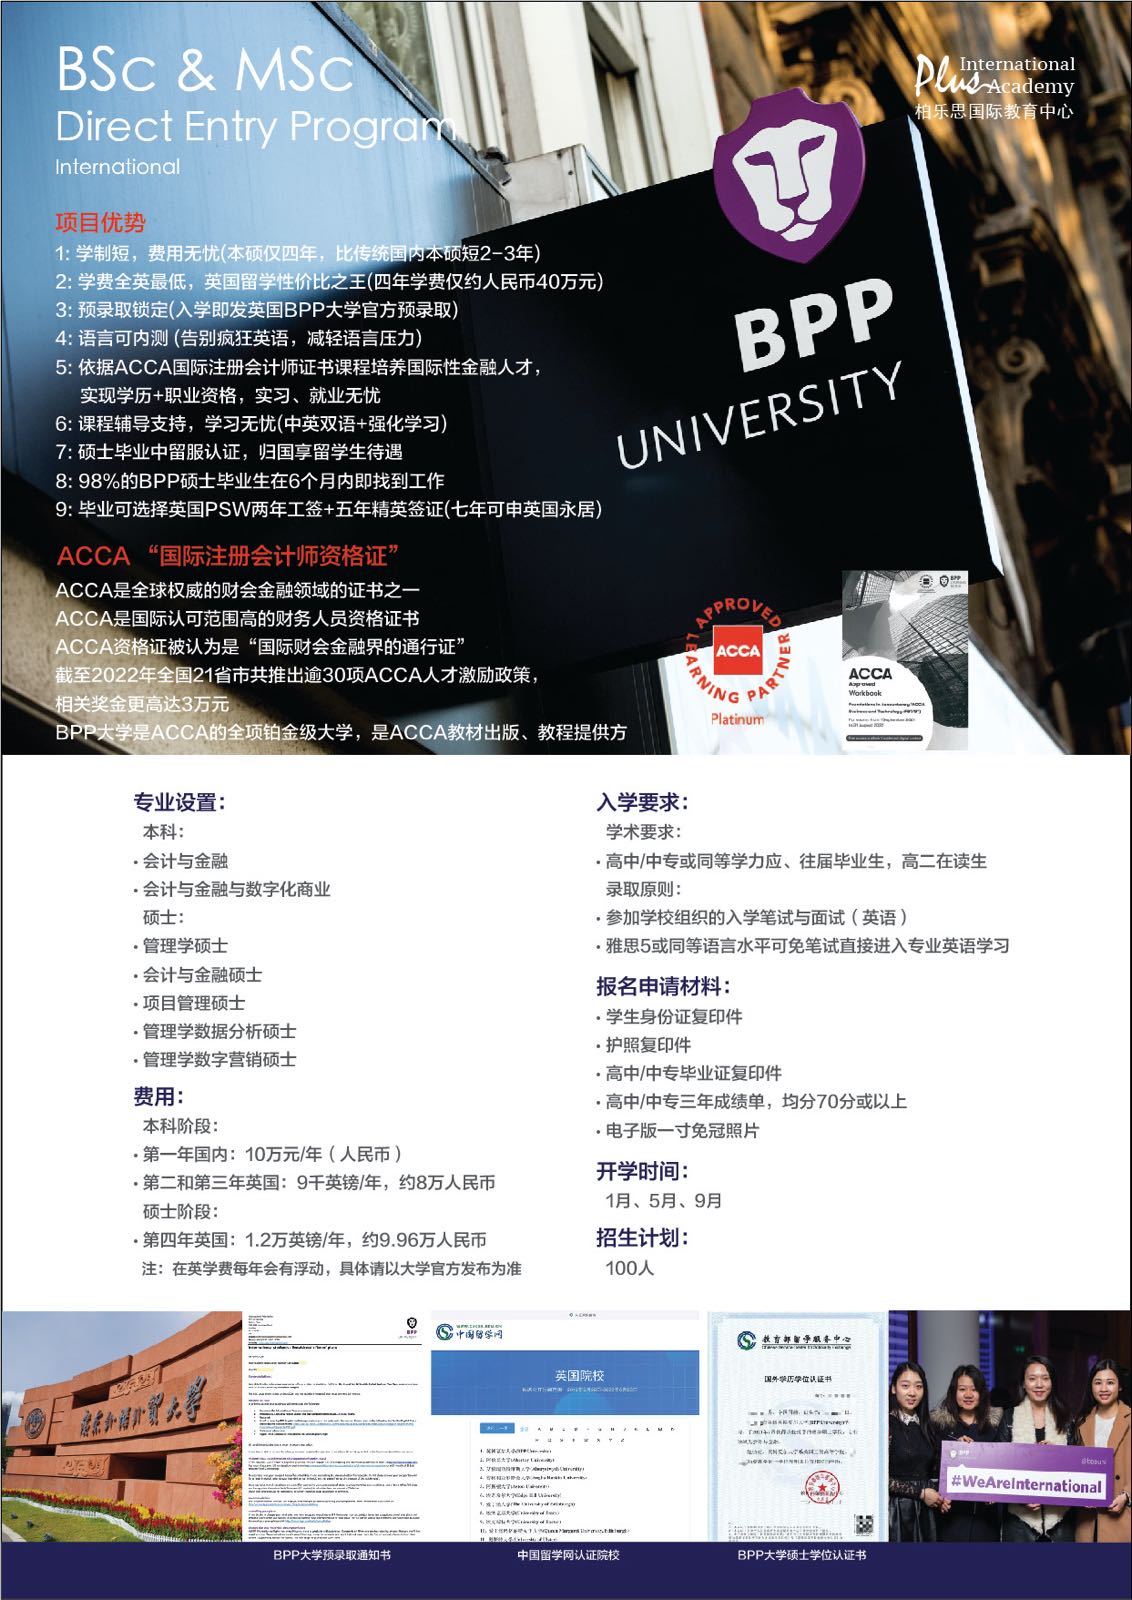 BSc & MSc
Direct Entry Program
International
Plus International
Academy
柏乐思国际教育中心
BPP
UNIVERSITY
项目优势
1: 学制短，费用无忧(本硕仅四年，比传统国内本硕短2-3年)
2: 学费全英最低，英国留学性价比之王(四年学费仅约人民币40万元)
3: 预录取锁定(入学即发英国BPP大学官方预录取)
4: 语言可内测 (告别疯狂英语，减轻语言压力)
5: 依据ACCA国际注册会计师证书课程培养国际性金融人才，
实现学历+职业资格，实习、就业无忧
6: 课程辅导支持，学习无忧(中英双语+强化学习)
7: 硕士毕业中留服认证，归国享留学生待遇
8: 98%的BPP硕士毕业生在6个月内即找到工作
9: 毕业可选择英国PSW两年工签+五年精英签证(七年可申英国永居)
ACCA “国际注册会计师资格证”
ACCA是全球权威的财会金融领域的证书之一
ACCA是国际认可范围高的财务人员资格证书
ACCA资格证被认为是“国际财会金融界的通行证”
截至2022年全国21省市共推出逾30项ACCA人才激励政策，
相关奖金更高达3万元
BPP大学是ACCA的全项铂金级大学，是ACCA教材出版、教程提供方
APPROVED
ACCA
LEARNING PARTNER
Platinum
BPP
ACCA
Approved
Workbook
专业设置：
本科：
• 会计与金融
• 会计与金融与数字化商业
硕士：
• 管理学硕士
• 会计与金融硕士
• 项目管理硕士
• 管理学数据分析硕士
• 管理学数字营销硕士
费用：
本科阶段：
• 第一年国内：10万元/年（人民币）
• 第二和第三年英国：9千英镑/年，约8万人民币
硕士阶段：
• 第四年英国：1.2万英镑/年，约9.96万人民币
注：在英学费每年会有浮动，具体请以大学官方发布为准
入学要求：
学术要求：
• 高中/中专或同等学力应、往届毕业生，高二在读生
录取原则：
• 参加学校组织的入学笔试与面试（英语）
• 雅思5或同等语言水平可免笔试直接进入专业英语学习
报名申请材料：
• 学生身份证复印件
• 护照复印件
• 高中/中专毕业证复印件
• 高中/中专三年成绩单，均分70分或以上
• 电子版一寸免冠照片
开学时间：
1月、5月、9月
招生计划：
100人
广东外语外贸大学
BPP
中国留学网
英国院校
教育部留学服务中心
国外学历学位认证书
BPP
#WeAreInternational
BPP大学预录取通知书
中国留学网认证院校
BPP大学硕士学位认证书